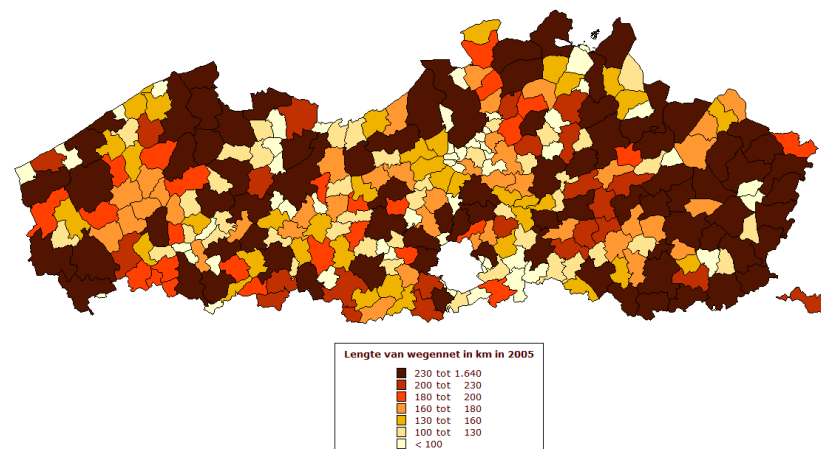 Lengte van wegennet in km in 2005
230 tot 1.640
200 tot 230
180 tot 200
160 tot 180
130 tot 160
100 tot 130
< 100